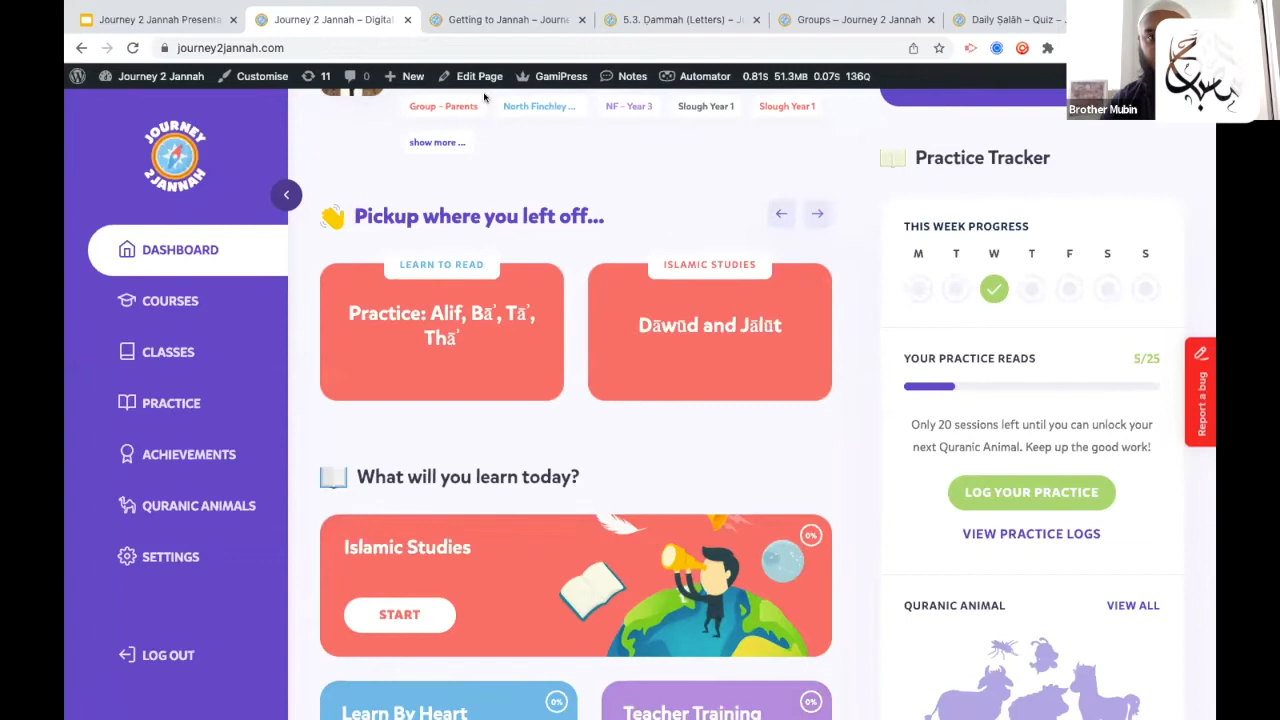 Journey 2 Jannah Presenta
Journey 2 Jannah – Digital
Getting to Jannah – Journe
5.3. Ḍammah (Letters) – Jo
Groups – Journey 2 Jannah
Daily Ṣalāh – Quiz –
journey2jannah.com
Journey 2 Jannah
Customise
11
0
New
Edit Page
GamiPress
Notes
Automator
0.81S 51.3MB 0.07S 136Q
Brother Mubin
JOURNEY
2 JANNAH
DASHBOARD
COURSES
CLASSES
PRACTICE
ACHIEVEMENTS
QURANIC ANIMALS
SETTINGS
LOG OUT
Group – Parents
North Finchley ...
NF – Year 3
Slough Year 1
Slough Year 1
show more ...
Pickup where you left off...
LEARN TO READ
Practice: Alif, Bāʾ, Tāʾ,
Thāʾ
ISLAMIC STUDIES
Dāwūd and Jālūt
What will you learn today?
Islamic Studies
0%
START
Learn By Heart
0%
Teacher Training
0%
Practice Tracker
THIS WEEK PROGRESS
M T W T F S S
YOUR PRACTICE READS
5/25
Only 20 sessions left until you can unlock your
next Quranic Animal. Keep up the good work!
LOG YOUR PRACTICE
VIEW PRACTICE LOGS
QURANIC ANIMAL
VIEW ALL
Report a bug